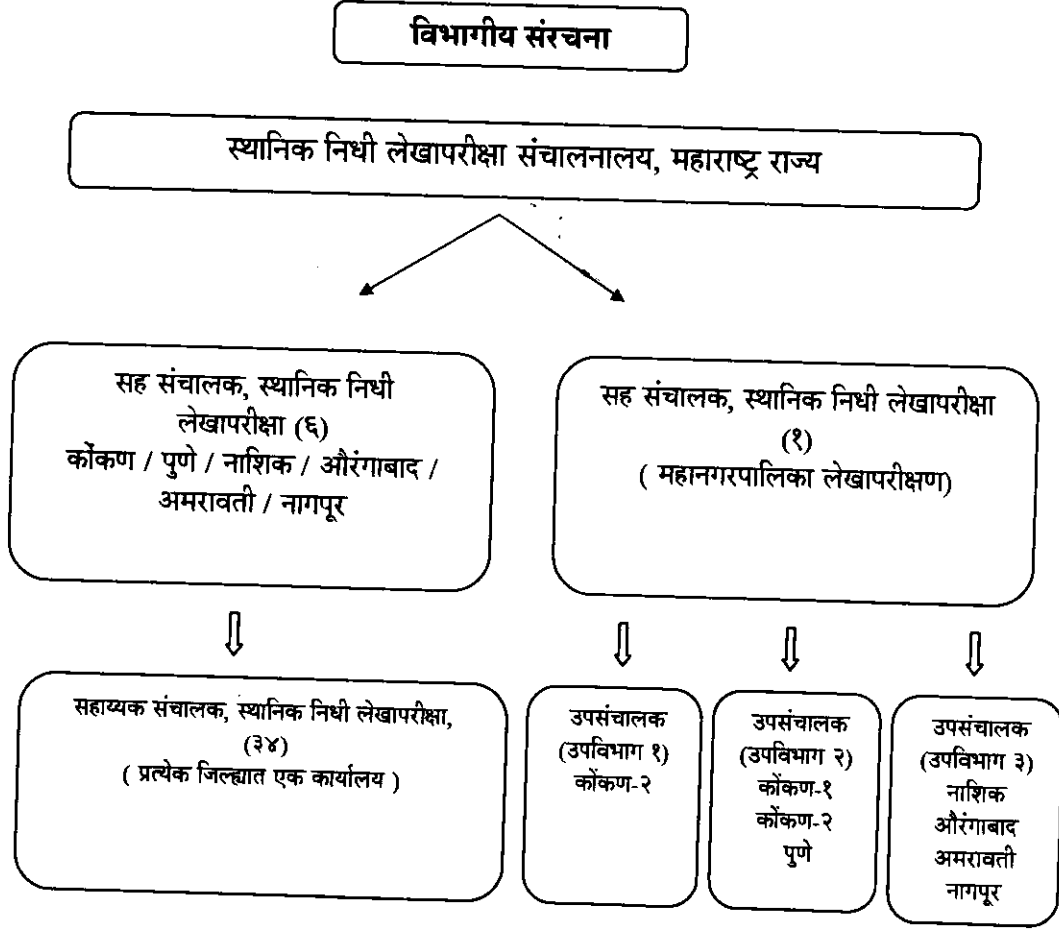 विभागीय संरचना
स्थानिक निधी लेखापरीक्षा संचालनालय, महाराष्ट्र राज्य
सह संचालक, स्थानिक निधी
लेखापरीक्षा (६)
कोंकण / पुणे / नाशिक / औरंगाबाद /
अमरावती / नागपूर
सह संचालक, स्थानिक निधी लेखापरीक्षा
(१)
( महानगरपालिका लेखापरीक्षण)
सहाय्यक संचालक, स्थानिक निधी लेखापरीक्षा,
(३४)
( प्रत्येक जिल्ह्यात एक कार्यालय )
उपसंचालक
(उपविभाग १)
कोंकण-२
उपसंचालक
(उपविभाग २)
कोंकण-१
कोंकण-२
पुणे
उपसंचालक
(उपविभाग ३)
नाशिक
औरंगाबाद
अमरावती
नागपूर